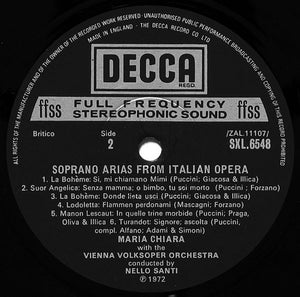 ALL RIGHTS OF THE RECORD PRODUCER AND OF THE OWNER OF THE RECORDED WORK RESERVED. UNAUTHORISED PUBLIC PERFORMANCE, BROADCASTING AND COPYING OF THIS RECORD PROHIBITED
MADE IN ENGLAND, THE DECCA RECORD CO LTD
DECCA
REGD.
ffss
FULL FREQUENCY
STEREOPHONIC SOUND
ffss
Britico
Side
2
/ZAL.11107/
SXL.6548
SOPRANO ARIAS FROM ITALIAN OPERA
1. La Bohème: Si, mi chiamano Mimi (Puccini; Giacosa & Illica)
2. Suor Angelica: Senza mamma; o bimbo, tu sei morto (Puccini; Forzano)
3. La Bohème: Donde lieta usci (Puccini; Giacosa & Illica)
4. Lodoletta: Flammen perdonami (Mascagni; Forzano)
5. Manon Lescaut: In quelle trine morbide (Puccini; Praga,
Oliva & Illica) 6. Turandot: Signore; ascolta (Puccini; Puccini,
compl. Alfano; Adami & Simoni)
MARIA CHIARA
with the
VIENNA VOLKSOPER ORCHESTRA
conducted by
NELLO SANTI
℗ 1972